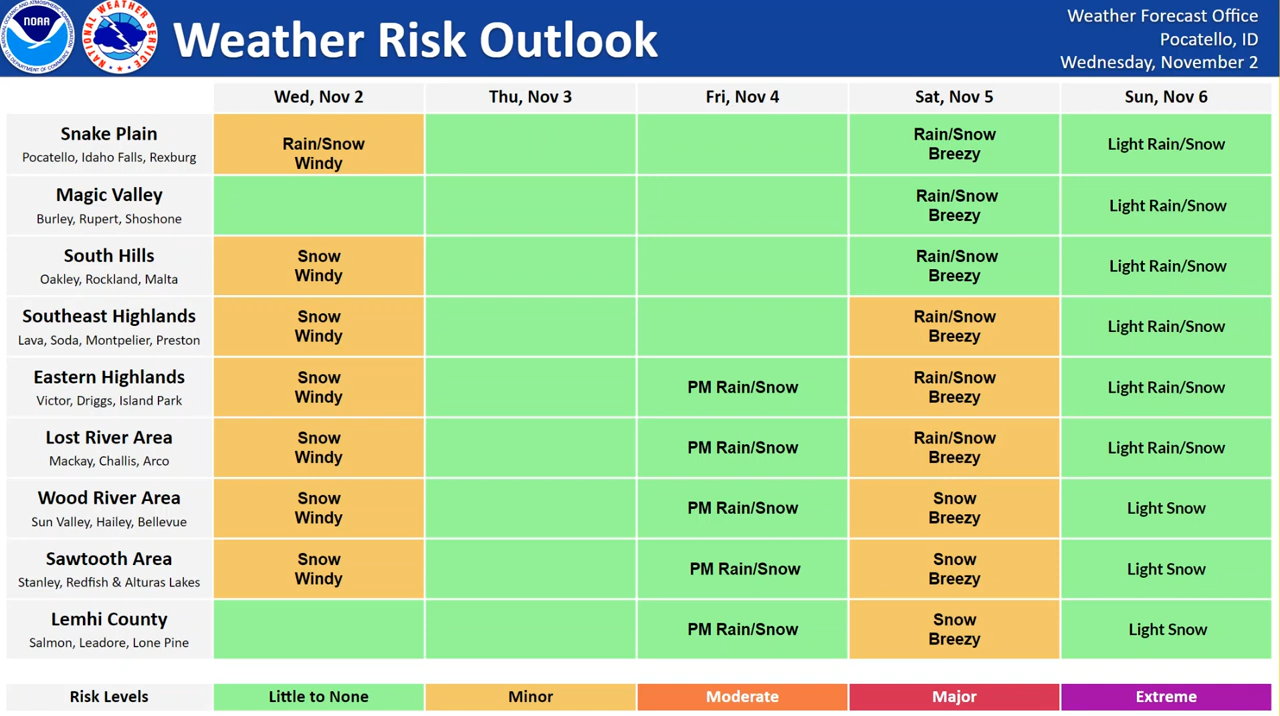 NOAA
NATIONAL WEATHER SERVICE
Weather Risk Outlook
Weather Forecast Office
Pocatello, ID
Wednesday, November 2
Wed, Nov 2
Thu, Nov 3
Fri, Nov 4
Sat, Nov 5
Sun, Nov 6
Snake Plain
Pocatello, Idaho Falls, Rexburg
Rain/Snow
Windy
Rain/Snow
Breezy
Light Rain/Snow
Magic Valley
Burley, Rupert, Shoshone
Rain/Snow
Breezy
Light Rain/Snow
South Hills
Oakley, Rockland, Malta
Snow
Windy
Rain/Snow
Breezy
Light Rain/Snow
Southeast Highlands
Lava, Soda, Montpelier, Preston
Snow
Windy
Rain/Snow
Breezy
Light Rain/Snow
Eastern Highlands
Victor, Driggs, Island Park
Snow
Windy
PM Rain/Snow
Rain/Snow
Breezy
Light Rain/Snow
Lost River Area
Mackay, Challis, Arco
Snow
Windy
PM Rain/Snow
Rain/Snow
Breezy
Light Rain/Snow
Wood River Area
Sun Valley, Hailey, Bellevue
Snow
Windy
PM Rain/Snow
Snow
Breezy
Light Snow
Sawtooth Area
Stanley, Redfish & Alturas Lakes
Snow
Windy
PM Rain/Snow
Snow
Breezy
Light Snow
Lemhi County
Salmon, Leadore, Lone Pine
PM Rain/Snow
Snow
Breezy
Light Snow
Risk Levels
Little to None
Minor
Moderate
Major
Extreme